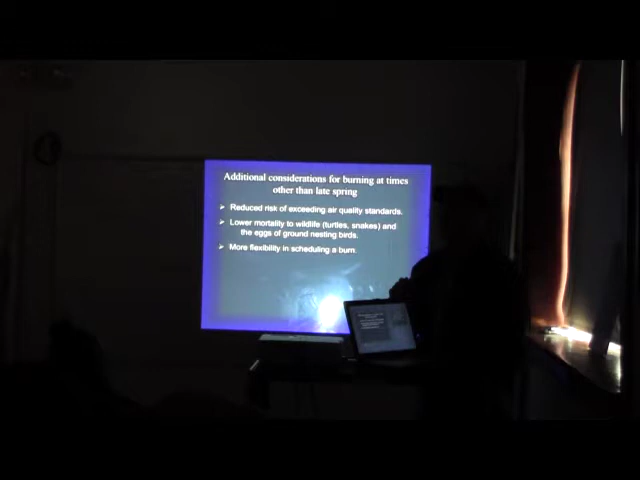 Additional considerations for burning at times
other than late spring
➢ Reduced risk of exceeding air quality standards.
➢ Lower mortality to wildlife (turtles, snakes) and
the eggs of ground nesting birds.
➢ More flexibility in scheduling a burn.